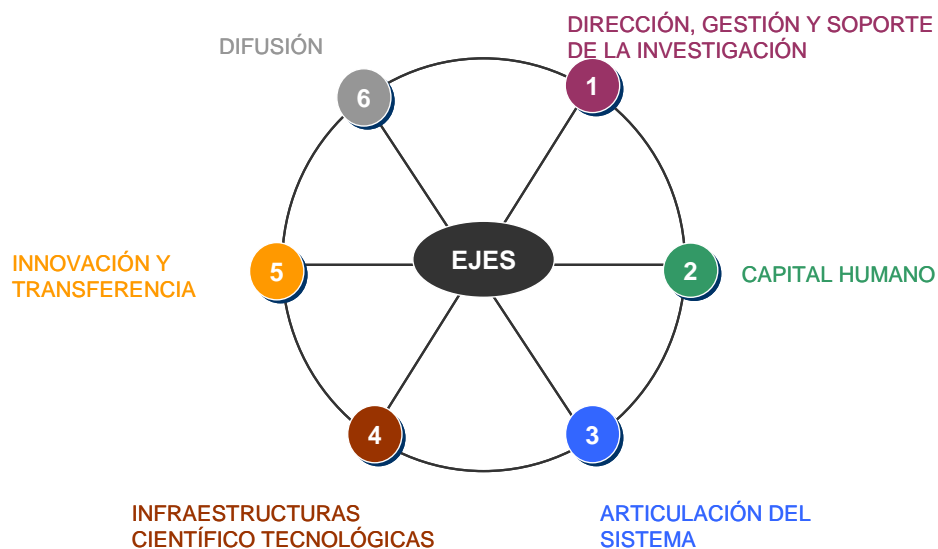 DIRECCIÓN, GESTIÓN Y SOPORTE
DE LA INVESTIGACIÓN
1
2
CAPITAL HUMANO
3
ARTICULACIÓN DEL
SISTEMA
4
INFRAESTRUCTURAS
CIENTÍFICO TECNOLÓGICAS
5
INNOVACIÓN Y
TRANSFERENCIA
6
DIFUSIÓN
EJES